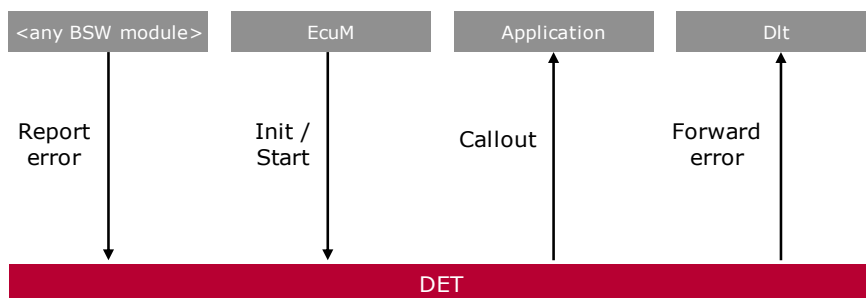 <any BSW module>
EcuM
Application
Dlt
Report
error
Init /
Start
Callout
Forward
error
DET